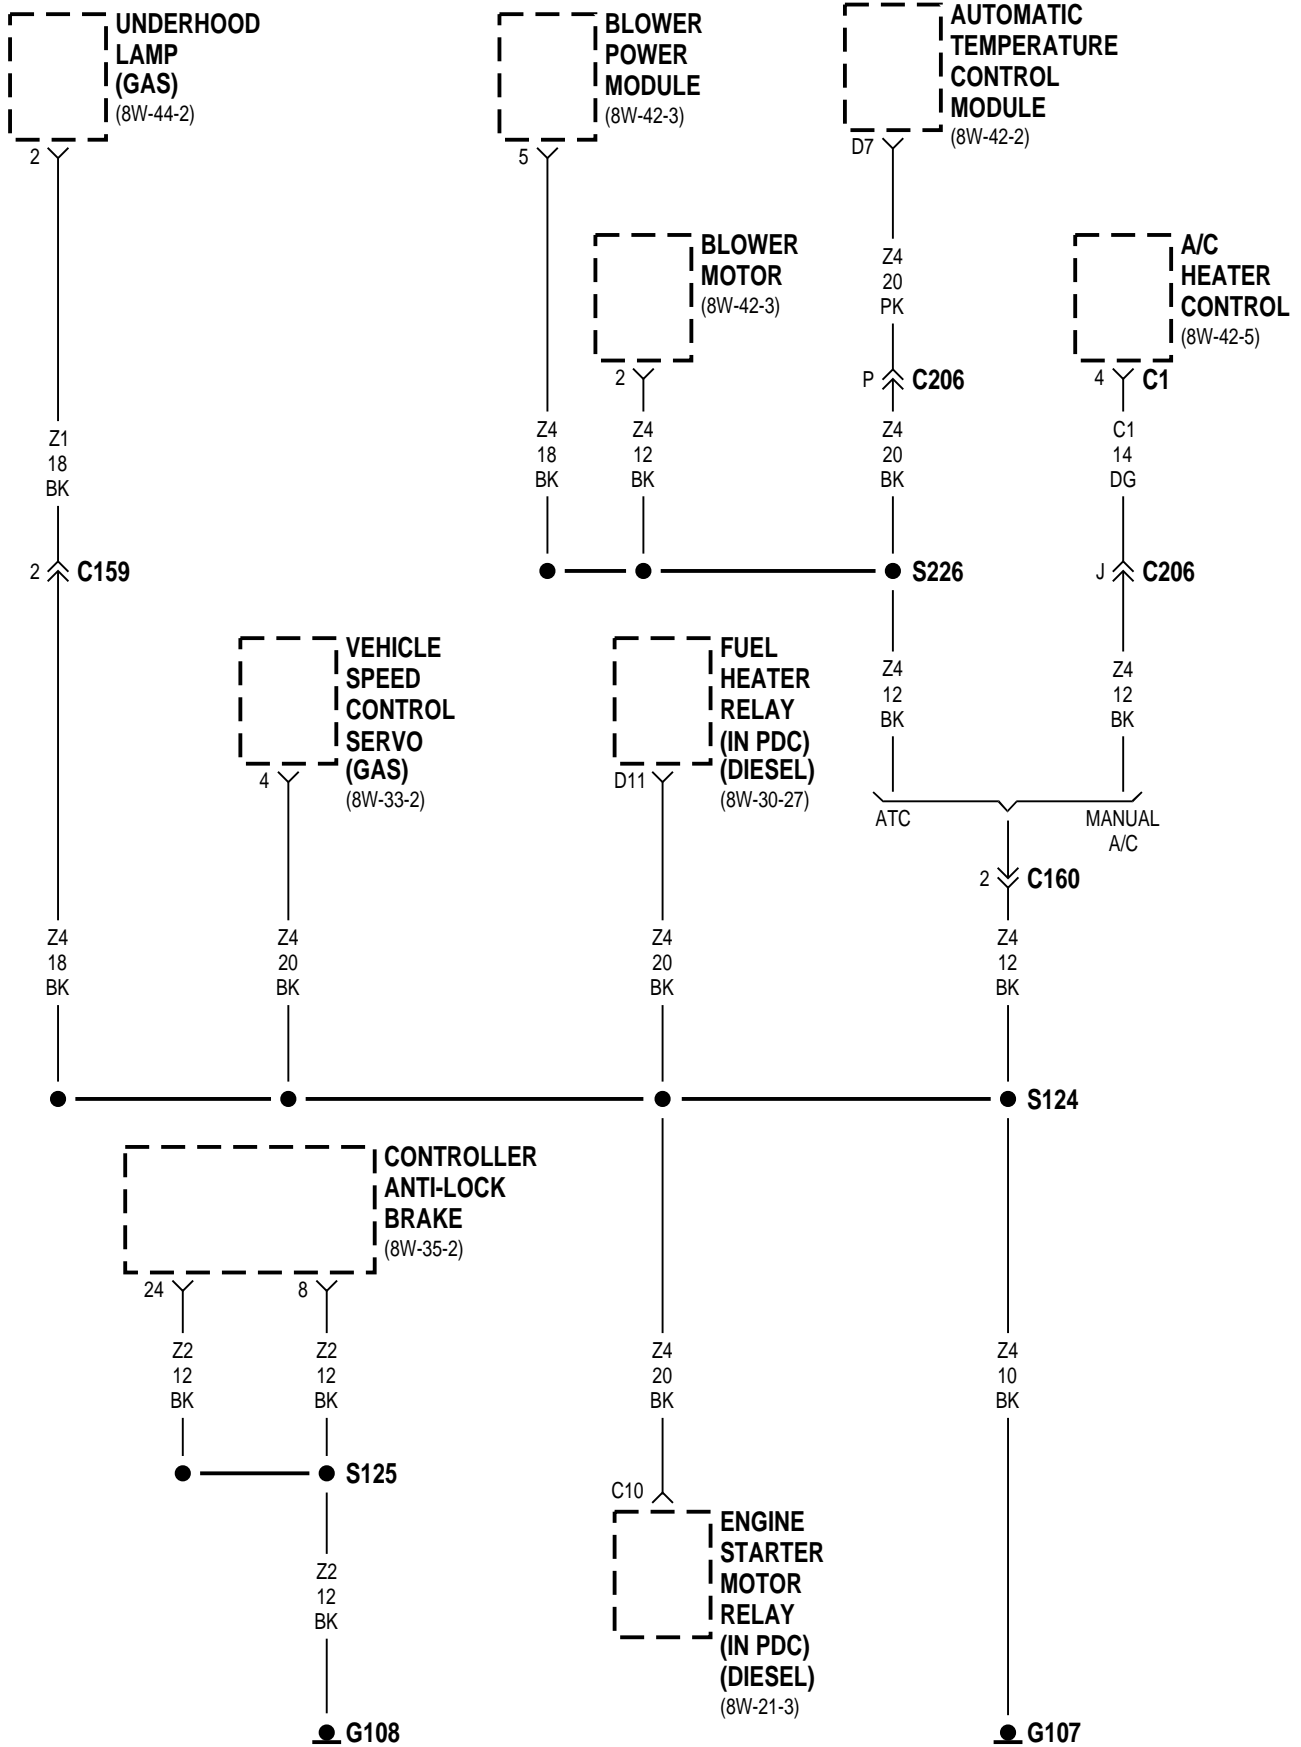 UNDERHOOD
LAMP
(GAS)
(8W-44-2)
2
BLOWER
POWER
MODULE
(8W-42-3)
5
AUTOMATIC
TEMPERATURE
CONTROL
MODULE
(8W-42-2)
D7
BLOWER
MOTOR
(8W-42-3)
2
Z4
20
PK
A/C
HEATER
CONTROL
(8W-42-5)
4
C1
P
C206
Z1
18
BK
Z4
18
BK
Z4
12
BK
Z4
20
BK
C1
14
DG
2
C159
S226
J
C206
VEHICLE
SPEED
CONTROL
SERVO
(GAS)
(8W-33-2)
4
FUEL
HEATER
RELAY
(IN PDC)
(DIESEL)
(8W-30-27)
D11
Z4
12
BK
Z4
12
BK
ATC
MANUAL
A/C
2
C160
Z4
18
BK
Z4
20
BK
Z4
20
BK
Z4
12
BK
S124
CONTROLLER
ANTI-LOCK
BRAKE
(8W-35-2)
24
8
Z2
12
BK
Z2
12
BK
Z4
20
BK
Z4
10
BK
S125
C10
ENGINE
STARTER
MOTOR
RELAY
(IN PDC)
(DIESEL)
(8W-21-3)
Z2
12
BK
G108
G107